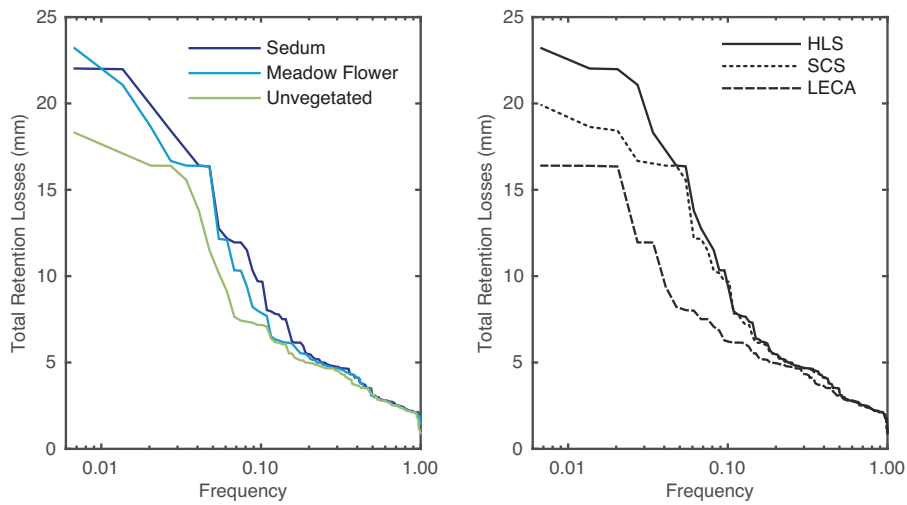 25
20
15
10
5
0
Total Retention Losses (mm)
0.01
0.10
1.00
Frequency
Sedum
Meadow Flower
Unvegetated
25
20
15
10
5
0
Total Retention Losses (mm)
0.01
0.10
1.00
Frequency
HLS
SCS
LECA